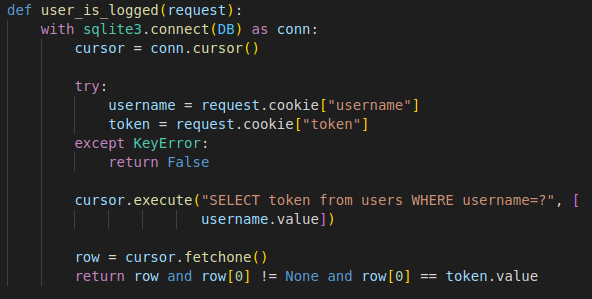 def user_is_logged(request):
    with sqlite3.connect(DB) as conn:
        cursor = conn.cursor()

        try:
            username = request.cookie["username"]
            token = request.cookie["token"]
        except KeyError:
            return False

        cursor.execute("SELECT token from users WHERE username=?", [
                       username.value])

        row = cursor.fetchone()
        return row and row[0] != None and row[0] == token.value